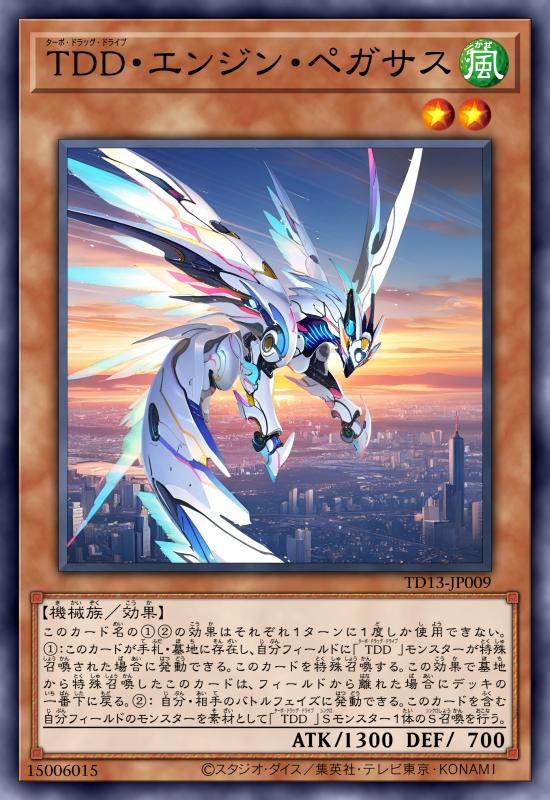 ターボ・ドラッグ・ドライブ
TDD・エンジン・ペガサス
かぜ
風
TD13-JP009
きかいぞく こうか
【機械族/効果】
このカード名の①②の効果はそれぞれ1ターンに1度しか使用できない。
①:このカードが手札・墓地に存在し、自分フィールドに「TDD」モンスターが特殊
召喚された場合に発動できる。このカードを特殊召喚する。この効果で墓地
から特殊召喚したこのカードは、フィールドから離れた場合にデッキの
一番下に戻る。②:自分・相手のバトルフェイズに発動できる。このカードを含む
自分フィールドのモンスターを素材として「TDD」Sモンスター1体のS召喚を行う。
ATK/1300 DEF/ 700
15006015
©スタジオ・ダイス/集英社・テレビ東京・KONAMI